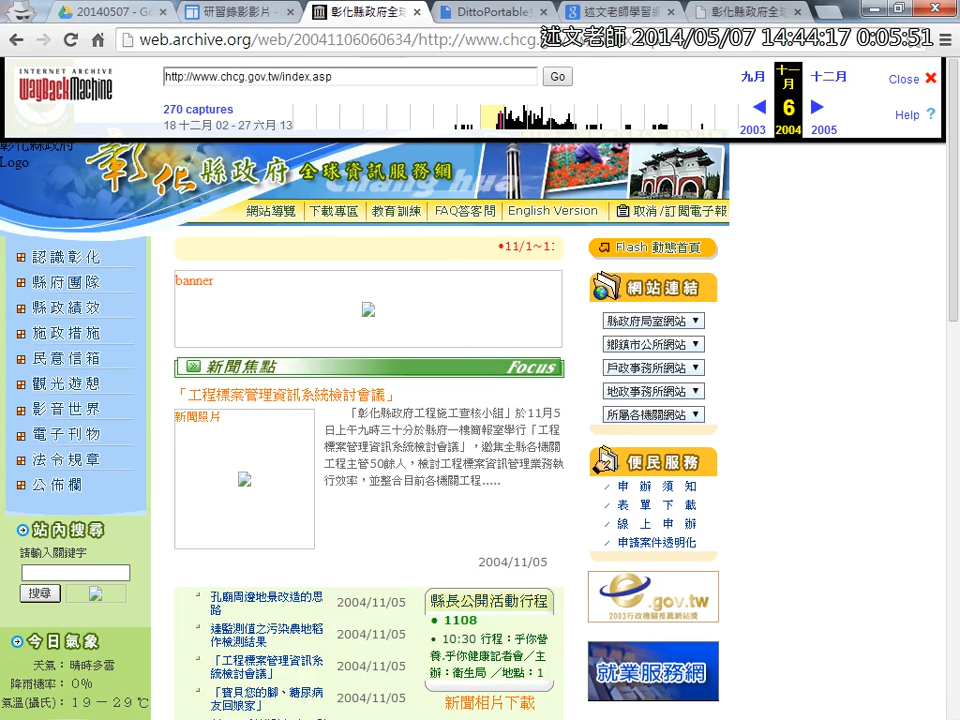 20140507 - Go
研習錄影影片 -
彰化縣政府全
DittoPortable
述文老師學習網
彰化縣政府全
web.archive.org/web/20041106060634/http://www.chcg.
述文老師 2014/05/07 14:44:17 0:05:51
INTERNET ARCHIVE
WayBackMachine
http://www.chcg.gov.tw/index.asp
Go
270 captures
18 十二月 02 - 27 六月 13
九月
十一月
十二月
6
2003
2004
2005
Close
Help ?
彰化縣政府
Logo
彰化縣政府 全球資訊服務網
Chang hua
網站導覽
下載專區
教育訓練
FAQ答客問
English Version
取消/訂閱電子報
認識彰化
縣府團隊
縣政績效
施政措施
民意信箱
觀光遊憩
影音世界
電子刊物
法令規章
公佈欄
站內搜尋
請輸入關鍵字
搜尋
今日氣象
天氣：晴時多雲
降雨機率：０%
氣溫(攝氏)：１９－２９℃
•11/1~1
banner
新聞焦點
Focus
「工程標案管理資訊系統檢討會議」
新聞照片
「彰化縣政府工程施工查核小組」於11月5
日上午九時三十分於縣府一樓簡報室舉行「工程
標案管理資訊系統檢討會議」，邀集全縣各機關
工程主管50餘人，檢討工程標案資訊管理業務執
行效率，並整合目前各機關工程.....
2004/11/05
孔廟周邊地景改造的思
路
2004/11/05
達監測值之污染農地稻
作檢測結果
2004/11/05
「工程標案管理資訊系
統檢討會議」
2004/11/05
「寶貝您的腳、糖尿病
友回娘家」
2004/11/05
縣長公開活動行程
• 1108
• 10:30 行程：乎你營
養.乎你健康記者會／主
辦：衛生局 ／地點：1
新聞相片下載
Flash 動態首頁
網站連結
縣政府局室網站
鄉鎮市公所網站
戶政事務所網站
地政事務所網站
所屬各機關網站
便民服務
申辦須知
表單下載
線上申辦
申請案件透明化
e.gov.tw
2003行政機關推薦網站獎
就業服務網